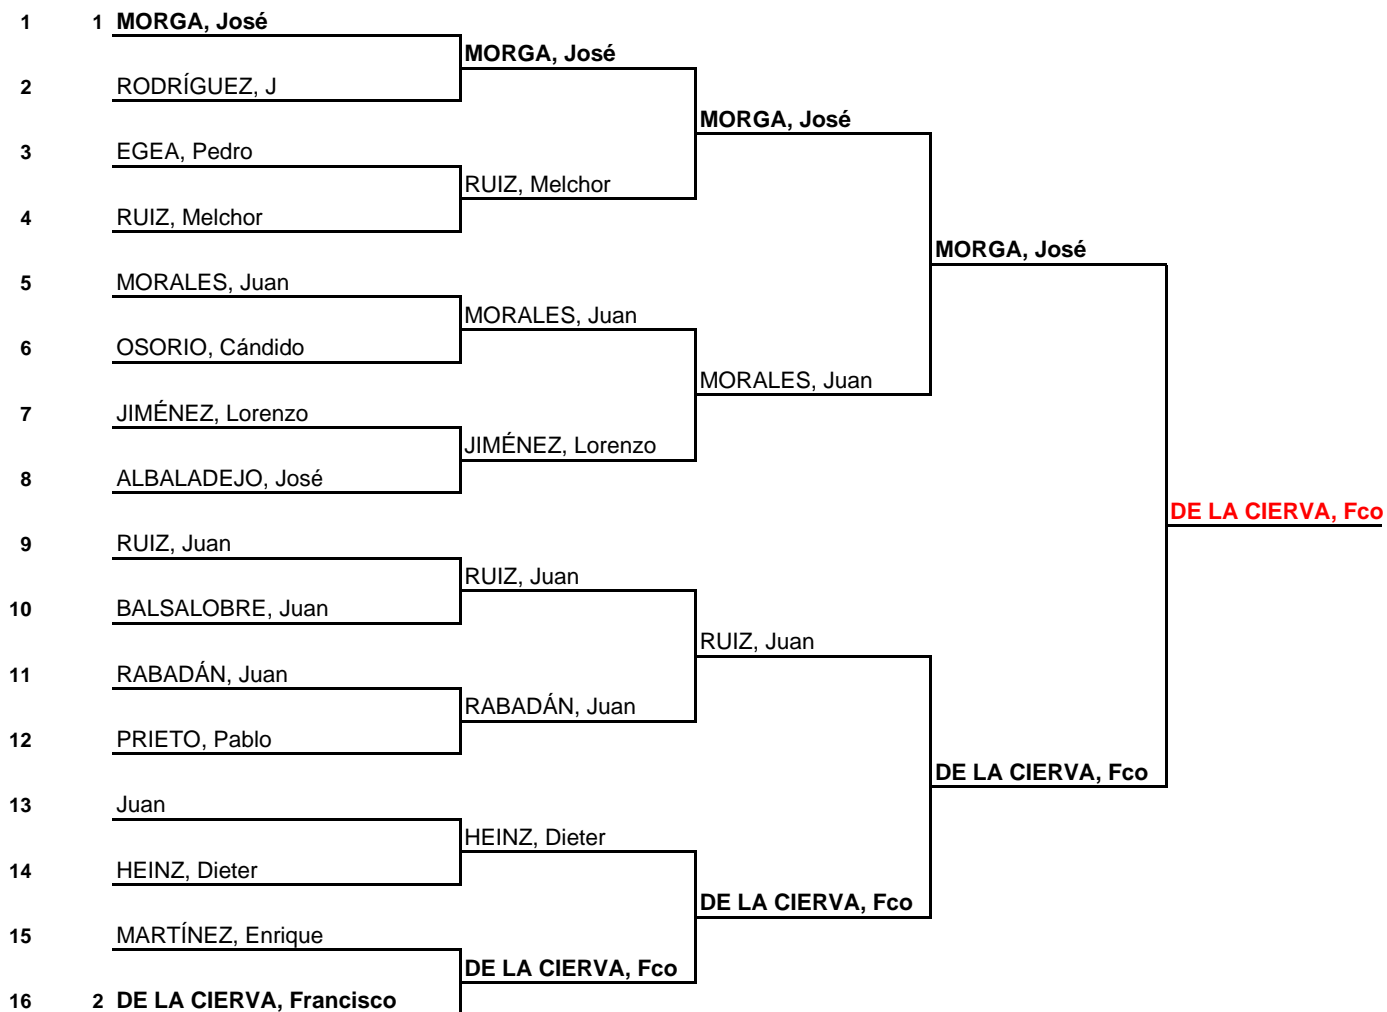 1 1 MORGA, José
MORGA, José
2 RODRÍGUEZ, J
MORGA, José
3 EGEA, Pedro
RUIZ, Melchor
4 RUIZ, Melchor
MORGA, José
5 MORALES, Juan
MORALES, Juan
6 OSORIO, Cándido
MORALES, Juan
7 JIMÉNEZ, Lorenzo
JIMÉNEZ, Lorenzo
8 ALBALADEJO, José
DE LA CIERVA, Fco
9 RUIZ, Juan
RUIZ, Juan
10 BALSALOBRE, Juan
RUIZ, Juan
11 RABADÁN, Juan
RABADÁN, Juan
12 PRIETO, Pablo
DE LA CIERVA, Fco
13 Juan
HEINZ, Dieter
14 HEINZ, Dieter
DE LA CIERVA, Fco
15 MARTÍNEZ, Enrique
DE LA CIERVA, Fco
16 2 DE LA CIERVA, Francisco